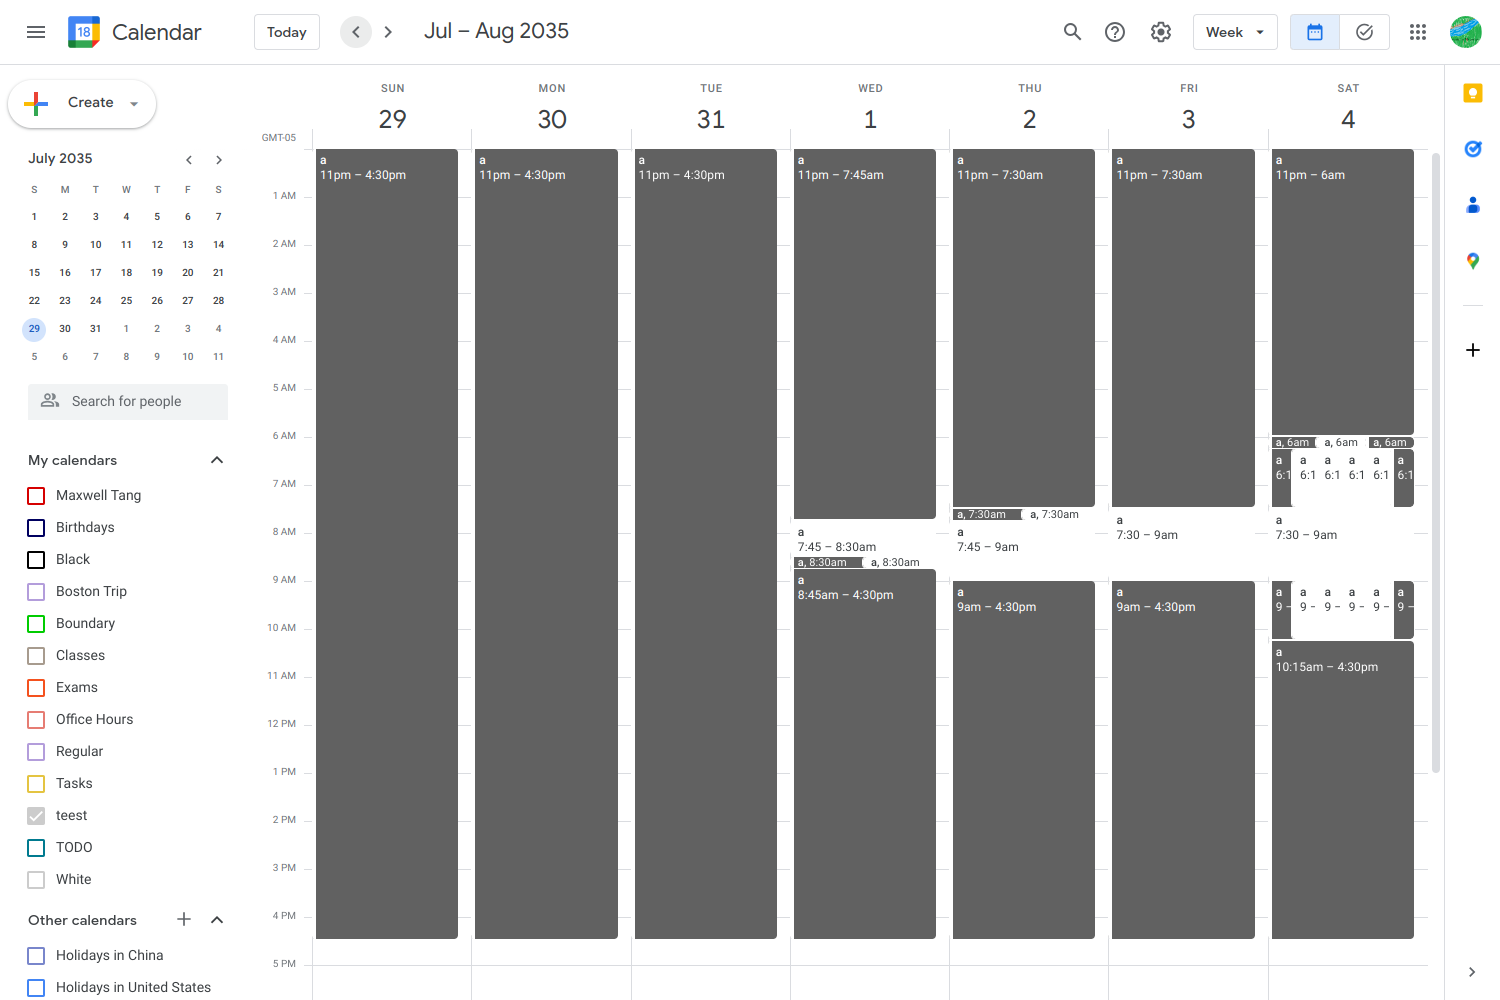 18 Calendar Today Jul – Aug 2035 Week
Create
July 2035
S M T W T F S
1 2 3 4 5 6 7
8 9 10 11 12 13 14
15 16 17 18 19 20 21
22 23 24 25 26 27 28
29 30 31 1 2 3 4
5 6 7 8 9 10 11
Search for people
My calendars
Maxwell Tang
Birthdays
Black
Boston Trip
Boundary
Classes
Exams
Office Hours
Regular
Tasks
teest
TODO
White
Other calendars
Holidays in China
Holidays in United States
SUN MON TUE WED THU FRI SAT
29 30 31 1 2 3 4
GMT-05
1 AM
2 AM
3 AM
4 AM
5 AM
6 AM
7 AM
8 AM
9 AM
10 AM
11 AM
12 PM
1 PM
2 PM
3 PM
4 PM
5 PM
a
11pm – 4:30pm
a
11pm – 4:30pm
a
11pm – 4:30pm
a
11pm – 7:45am
a
7:45 – 8:30am
a, 8:30am
a, 8:30am
a
8:45am – 4:30pm
a
11pm – 7:30am
a, 7:30am
a, 7:30am
a
7:45 – 9am
a
9am – 4:30pm
a
11pm – 7:30am
a
7:30 – 9am
a
9am – 4:30pm
a
11pm – 6am
a, 6am a, 6am a, 6am
a a a a a a
6:1 6:1 6:1 6:1 6:1 6:1
a
7:30 – 9am
a a a a a a
9 – 9 - 9 - 9 - 9 – 9 –
a
10:15am – 4:30pm